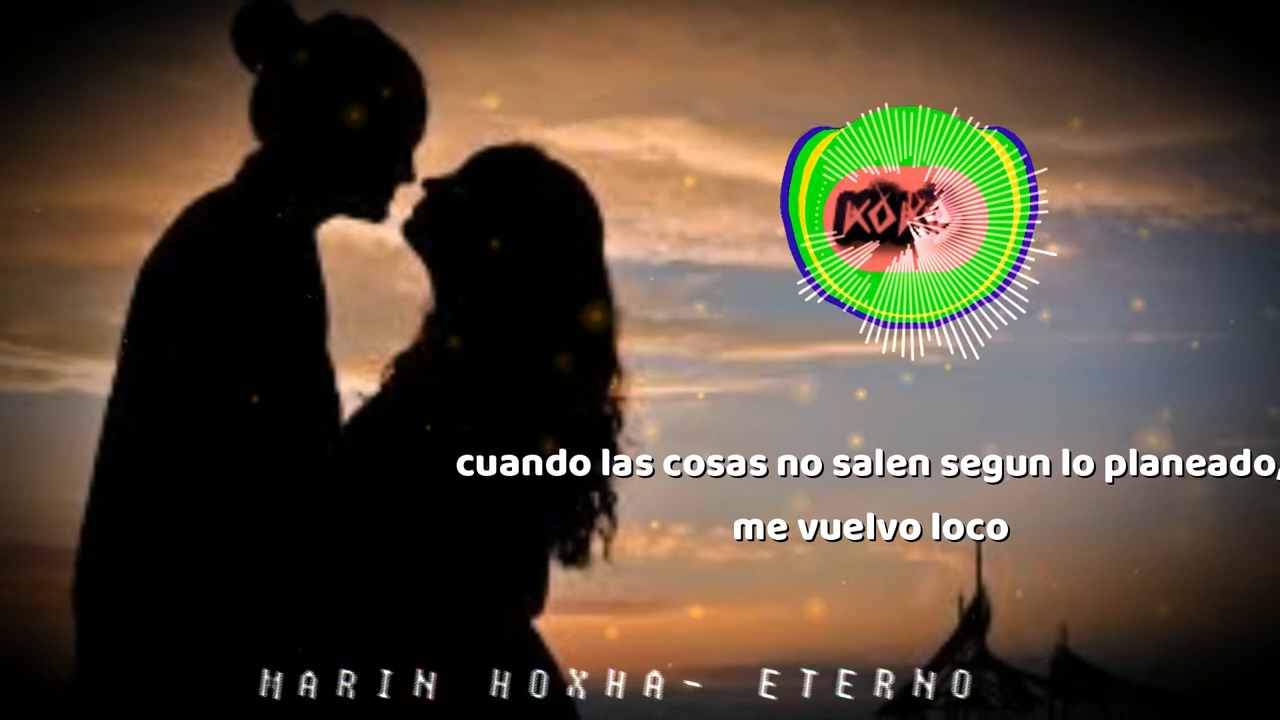 cuando las cosas no salen segun lo planeado,
me vuelvo loco
MARIN HOXHA- ETERNO